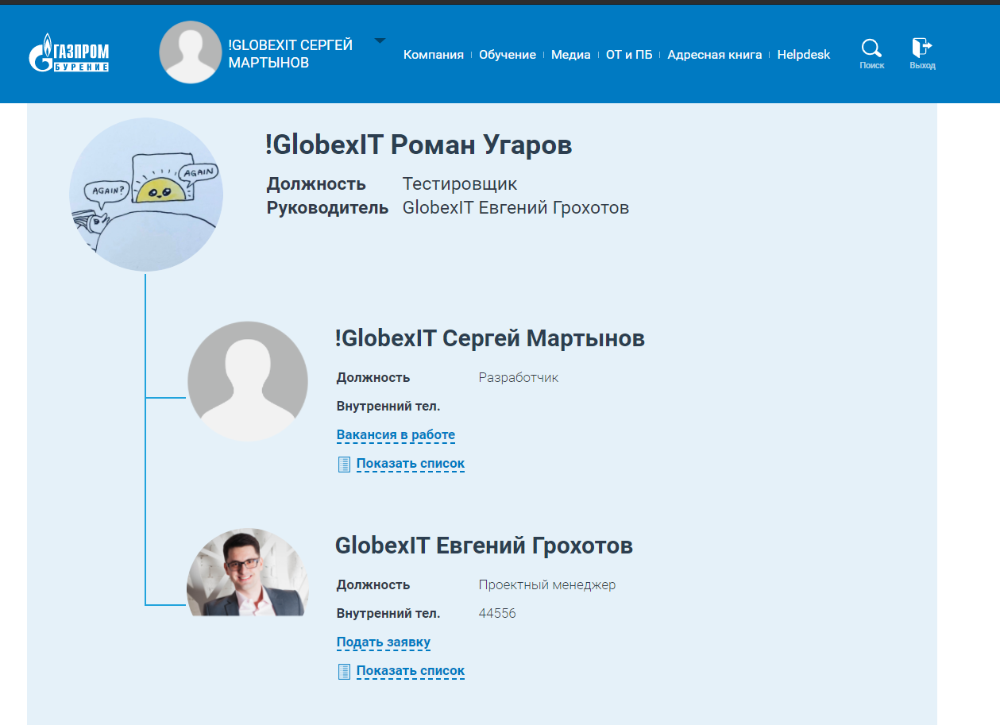 ГАЗПРОМ
БУРЕНИЕ
!GLOBEXIT СЕРГЕЙ
МАРТЫНОВ
Компания Обучение Медиа ОТ и ПБ Адресная книга Helpdesk
Поиск
Выход
AGAIN?
AGAIN
!GlobexIT Роман Угаров
Должность Тестировщик
Руководитель GlobexIT Евгений Грохотов
!GlobexIT Сергей Мартынов
Должность Разработчик
Внутренний тел.
Вакансия в работе
Показать список
GlobexIT Евгений Грохотов
Должность Проектный менеджер
Внутренний тел. 44556
Подать заявку
Показать список